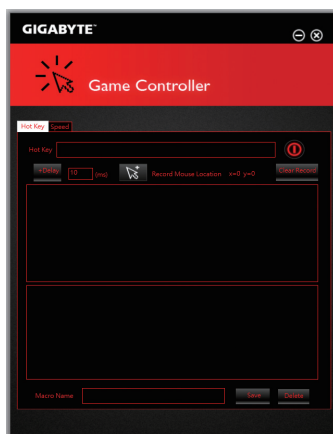 GIGABYTE™
Game Controller
Hot Key Speed
Hot Key
+Delay 10 (ms) Record Mouse Location x=0 y=0 Clear Record
Macro Name Save Delete